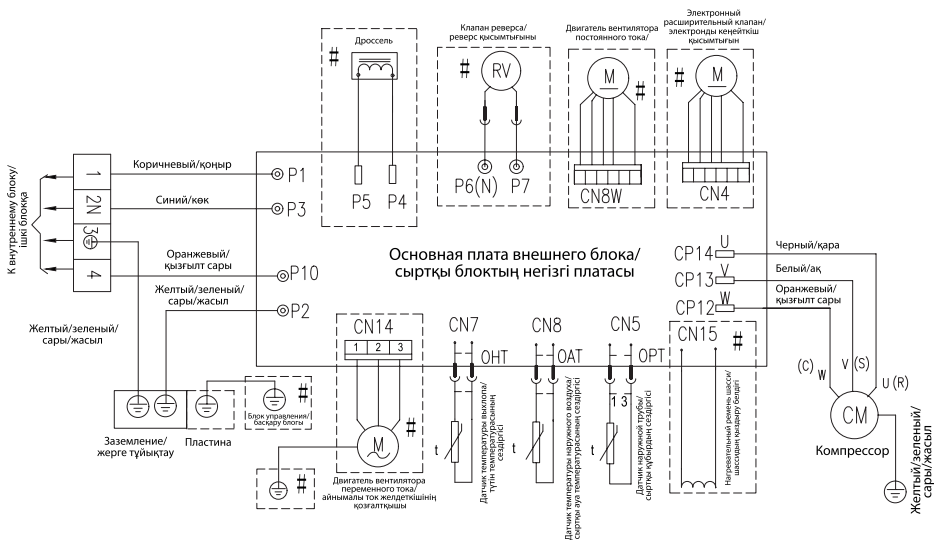 Дроссель
#
P5
P4
Клапан реверса/
реверс қысымтығыны
#
RV
P6(N)
P7
Двигатель вентилятора
постоянного тока/
M
#
CN8W
Электронный
расширительный клапан/
электронды кеңейткіш
қысымтығын
#
M
CN4
К внутреннему блоку/
ішкі блокқа
1
2N
3
4
Коричневый/қоңыр
P1
Синий/көк
P3
Оранжевый/
қызғылт сары
P10
Желтый/зеленый/
сары/жасыл
P2
Желтый/зеленый/
сары/жасыл
Основная плата внешнего блока/
сыртқы блоктың негізгі платасы
U
CP14
Черный/қара
V
CP13
Белый/ақ
W
CP12
Оранжевый/
қызғылт сары
CN14
1 2 3
M
#
Двигатель вентилятора
переменного тока/
айнымалы ток желдеткішінің
қозғалтқышы
CN7
OHT
t
Датчик температуры выхлопа/
түтін температурасының
сездіргісі
CN8
OAT
t
Датчик температуры наружного воздуха/
сыртқы ауа температурасының сездіргісі
CN5
OPT
1 3
t
Датчик наружной трубы/
сыртқы құбырдың сездіргісі
CN15
#
Нагревательный ремень шасси/
шассидың қыздыру белдігі
(C) W
V (S)
U (R)
CM
Компрессор
Желтый/зеленый/
сары/жасыл
Заземление/
жерге тұйықтау
Пластина
#
Блок управления/
басқару блогы
#